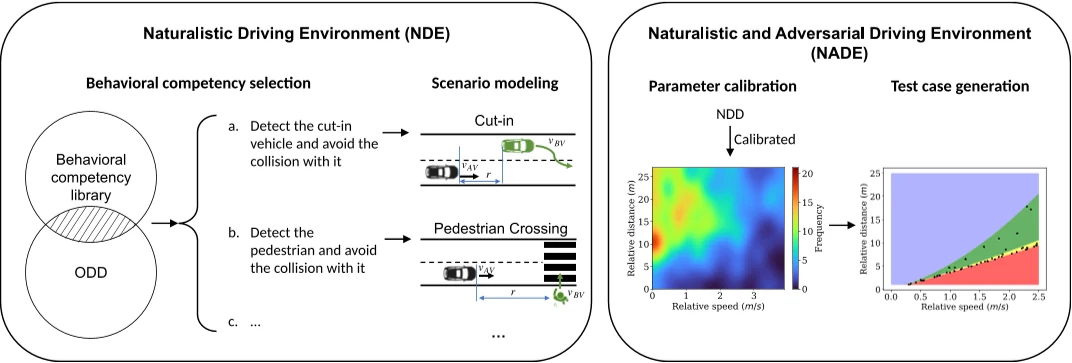 Naturalistic Driving Environment (NDE)
Behavioral competency selection
Scenario modeling
Behavioral
competency
library
ODD
a. Detect the cut-in
vehicle and avoid the
collision with it
b. Detect the
pedestrian and avoid
the collision with it
c. ...
Cut-in
v_BV
v_AV
r
Pedestrian Crossing
v_AV
r
v_BV
...
Naturalistic and Adversarial Driving Environment
(NADE)
Parameter calibration
Test case generation
NDD
Calibrated
Relative distance (m)
25
20
15
10
5
0
0 1 2 3
Relative speed (m/s)
20
15
10
5
0
Frequency
Relative distance (m)
25
20
15
10
5
0
0.0 0.5 1.0 1.5 2.0 2.5
Relative speed (m/s)